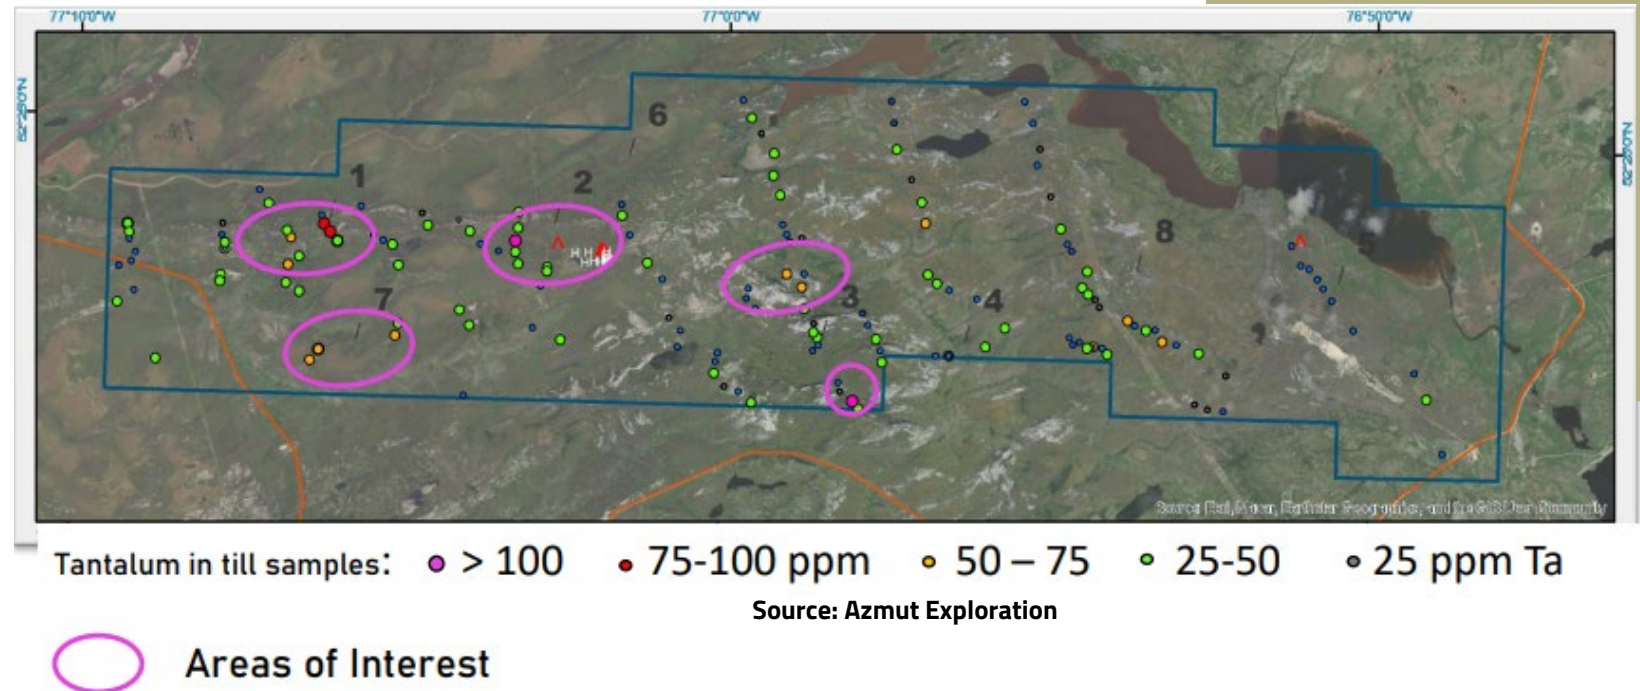 77°10'0"W 77°0'0"W 76°50'0"W
6
1
2
8
7
3
4
H H H
Tantalum in till samples: > 100 75-100 ppm 50 – 75 25-50 25 ppm Ta
Source: Azmut Exploration
Areas of Interest